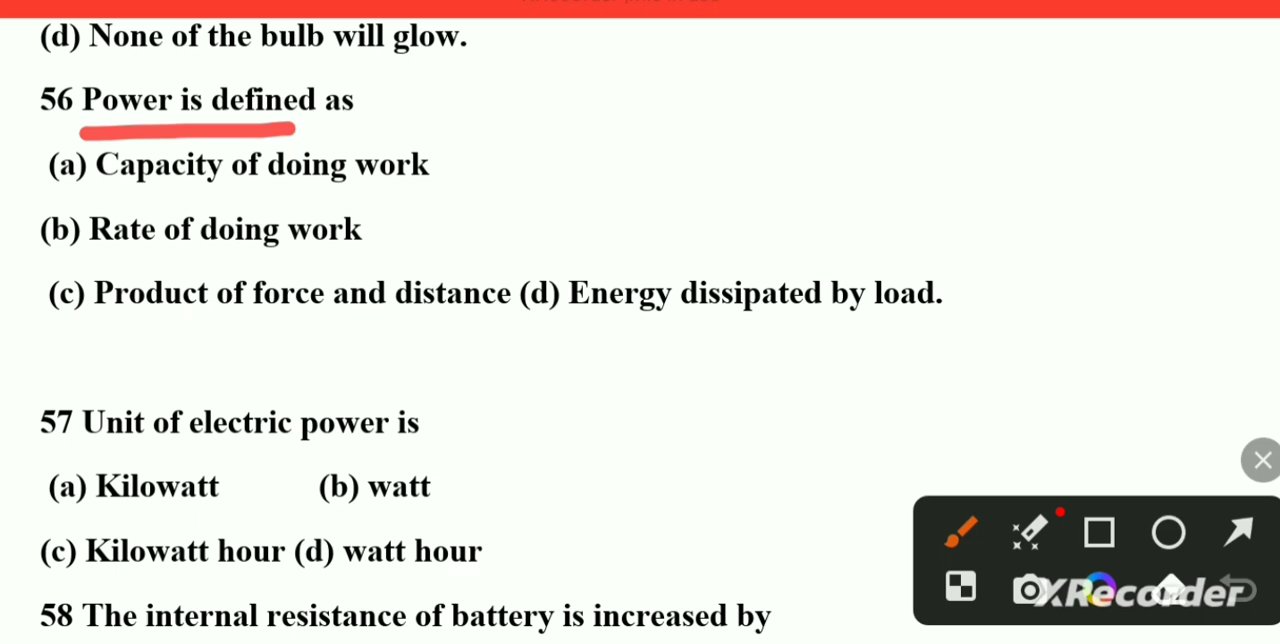 (d) None of the bulb will glow.
56 Power is defined as
(a) Capacity of doing work
(b) Rate of doing work
(c) Product of force and distance (d) Energy dissipated by load.
57 Unit of electric power is
(a) Kilowatt (b) watt
(c) Kilowatt hour (d) watt hour
XRecorder
58 The internal resistance of battery is increased by